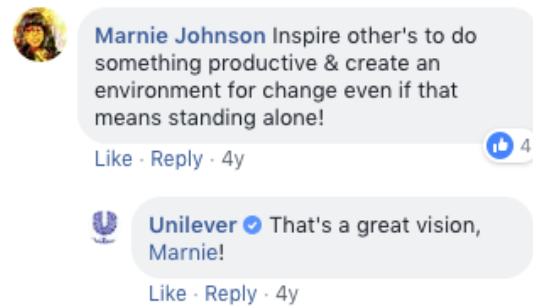 Marnie Johnson Inspire other's to do
something productive & create an
environment for change even if that
means standing alone!
4
Like · Reply · 4y
Unilever That's a great vision,
Marnie!
Like · Reply · 4y